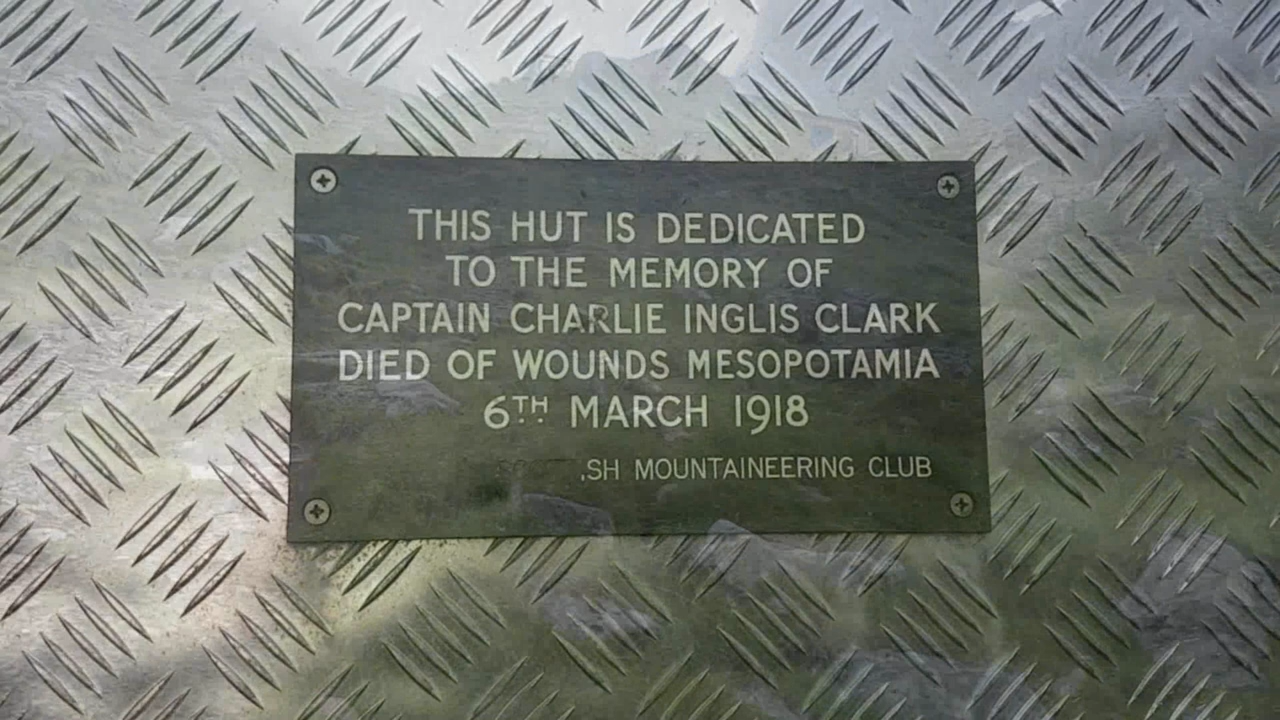 THIS HUT IS DEDICATED
TO THE MEMORY OF
CAPTAIN CHARLIE INGLIS CLARK
DIED OF WOUNDS MESOPOTAMIA
6TH MARCH 1918
MOUNTAINEERING CLUB